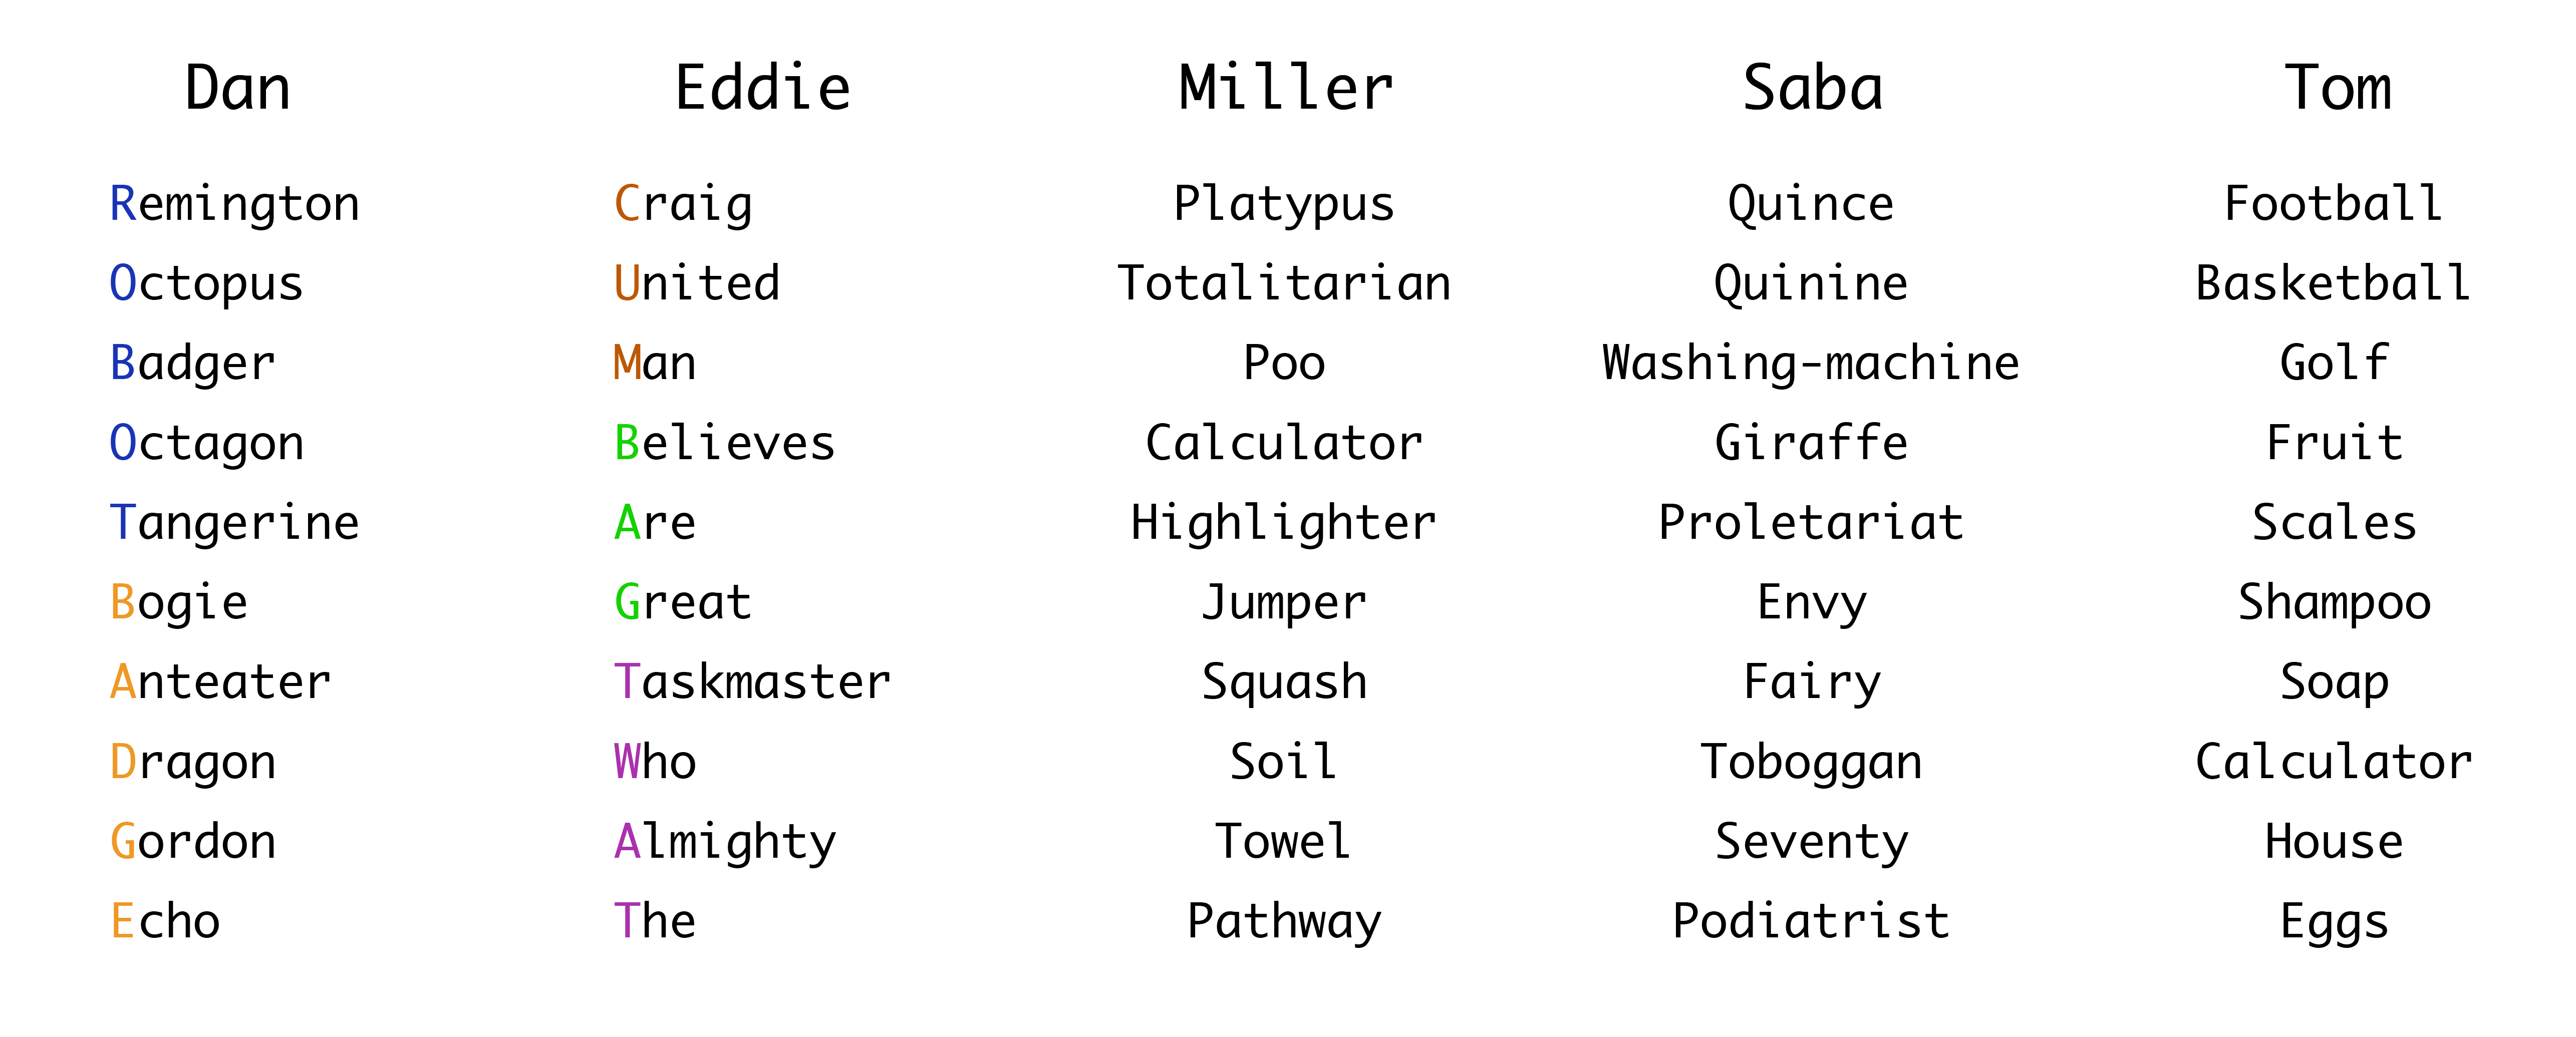 Dan Eddie Miller Saba Tom
Remington Craig Platypus Quince Football
Octopus United Totalitarian Quinine Basketball
Badger Man Poo Washing-machine Golf
Octagon Believes Calculator Giraffe Fruit
Tangerine Are Highlighter Proletariat Scales
Bogie Great Jumper Envy Shampoo
Anteater Taskmaster Squash Fairy Soap
Dragon Who Soil Toboggan Calculator
Gordon Almighty Towel Seventy House
Echo The Pathway Podiatrist Eggs